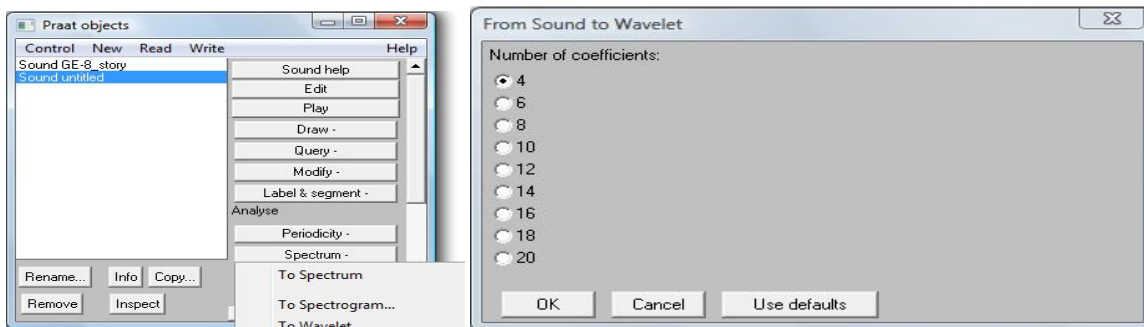 Praat objects
Control New Read Write Help
Sound GE-8_story
Sound untitled
Sound help
Edit
Play
Draw -
Query -
Modify -
Label & segment -
Analyse
Periodicity -
Spectrum -
To Spectrum
To Spectrogram...
To Wavelet
Rename... Info Copy...
Remove Inspect
From Sound to Wavelet
Number of coefficients:
4
6
8
10
12
14
16
18
20
OK Cancel Use defaults